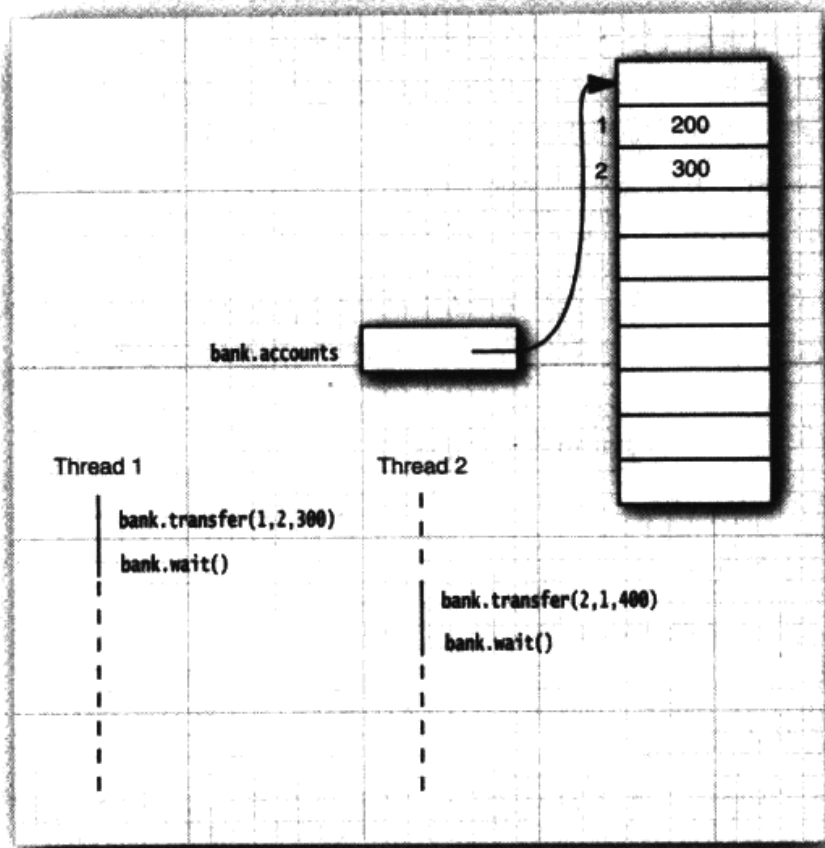 1 200
2 300
bank.accounts
Thread 1
Thread 2
bank.transfer(1,2,300)
bank.wait()
bank.transfer(2,1,400)
bank.wait()